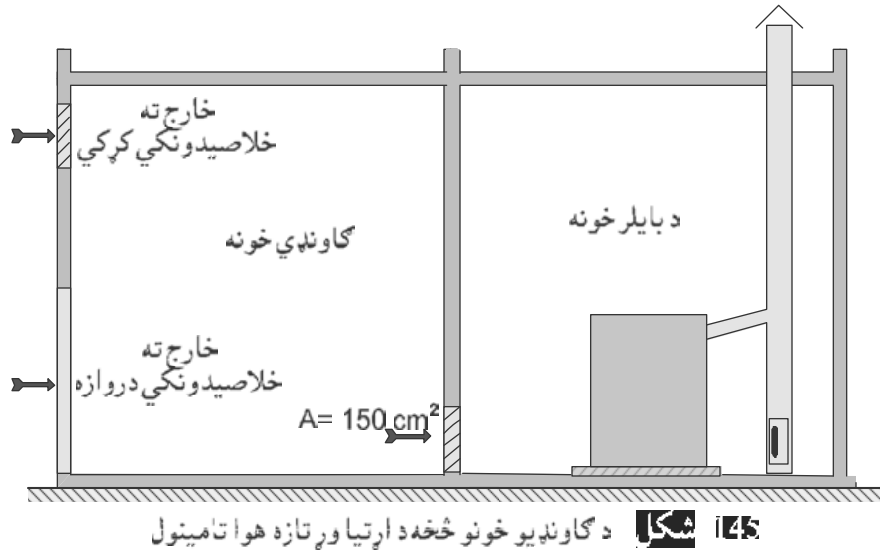 خارج ته
خلاصیدونکي کړکي
ګاونډي خونه
د بایلر خونه
خارج ته
خلاصیدونکي دروازه
A= 150 cm²
145 شکل د ګاونډیو خونو څخه د اړتیا وړ تازه هوا تامینول